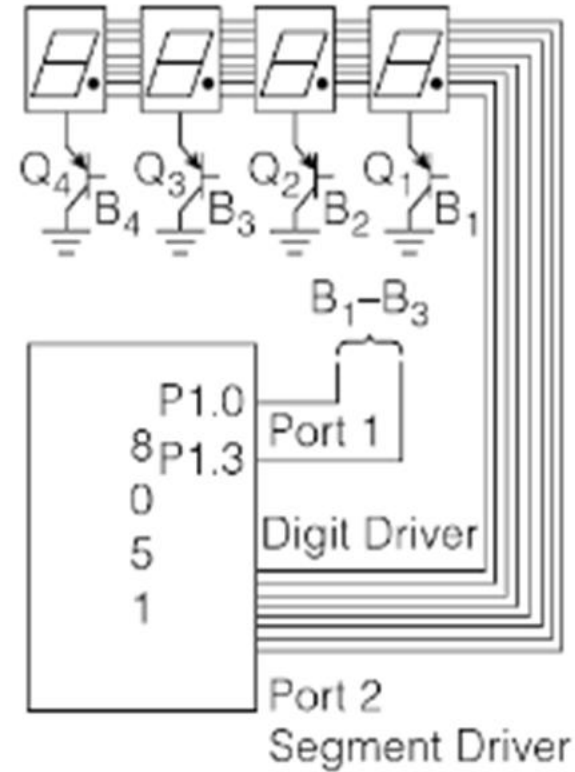 Q₄ Q₃ Q₂ Q₁
B₄ B₃ B₂ B₁
B₁–B₃
P1.0
Port 1
8 P1.3
0
Digit Driver
5
1
Port 2
Segment Driver